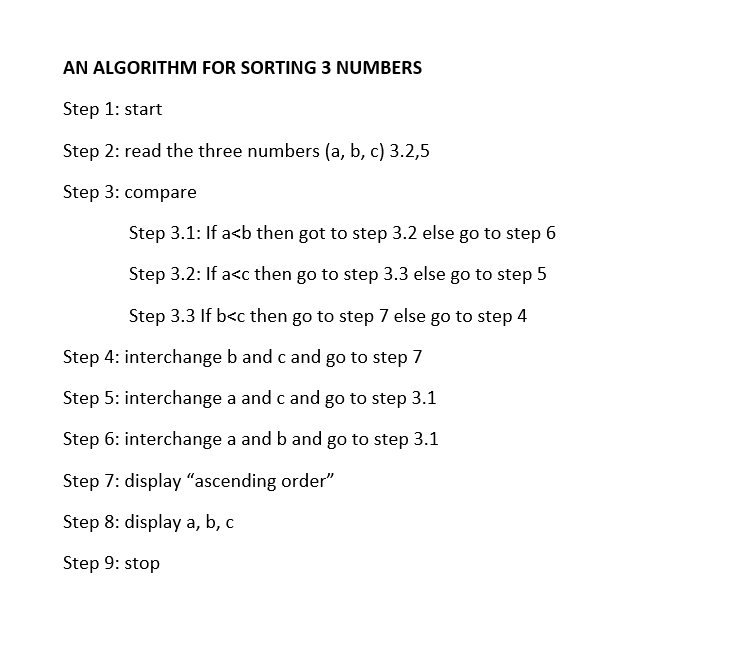 AN ALGORITHM FOR SORTING 3 NUMBERS
Step 1: start
Step 2: read the three numbers (a, b, c) 3.2,5
Step 3: compare
Step 3.1: If a<b then got to step 3.2 else go to step 6
Step 3.2: If a<c then go to step 3.3 else go to step 5
Step 3.3 If b<c then go to step 7 else go to step 4
Step 4: interchange b and c and go to step 7
Step 5: interchange a and c and go to step 3.1
Step 6: interchange a and b and go to step 3.1
Step 7: display “ascending order”
Step 8: display a, b, c
Step 9: stop